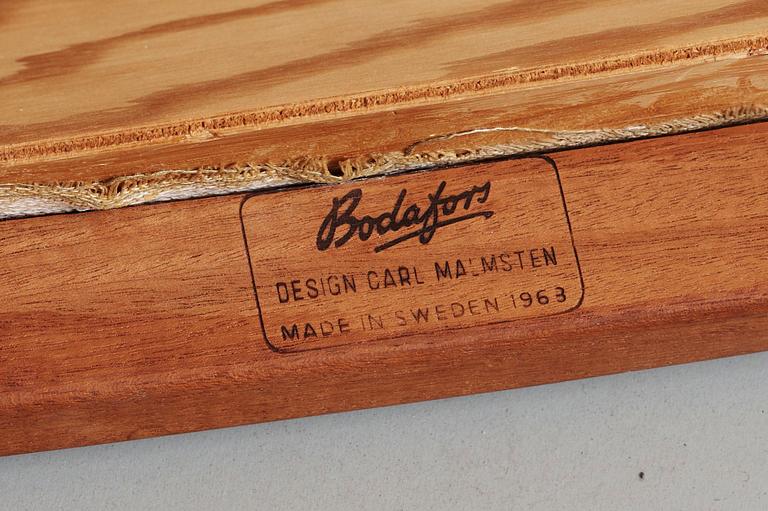 Bodafors
DESIGN CARL MALMSTEN
MADE IN SWEDEN 1963